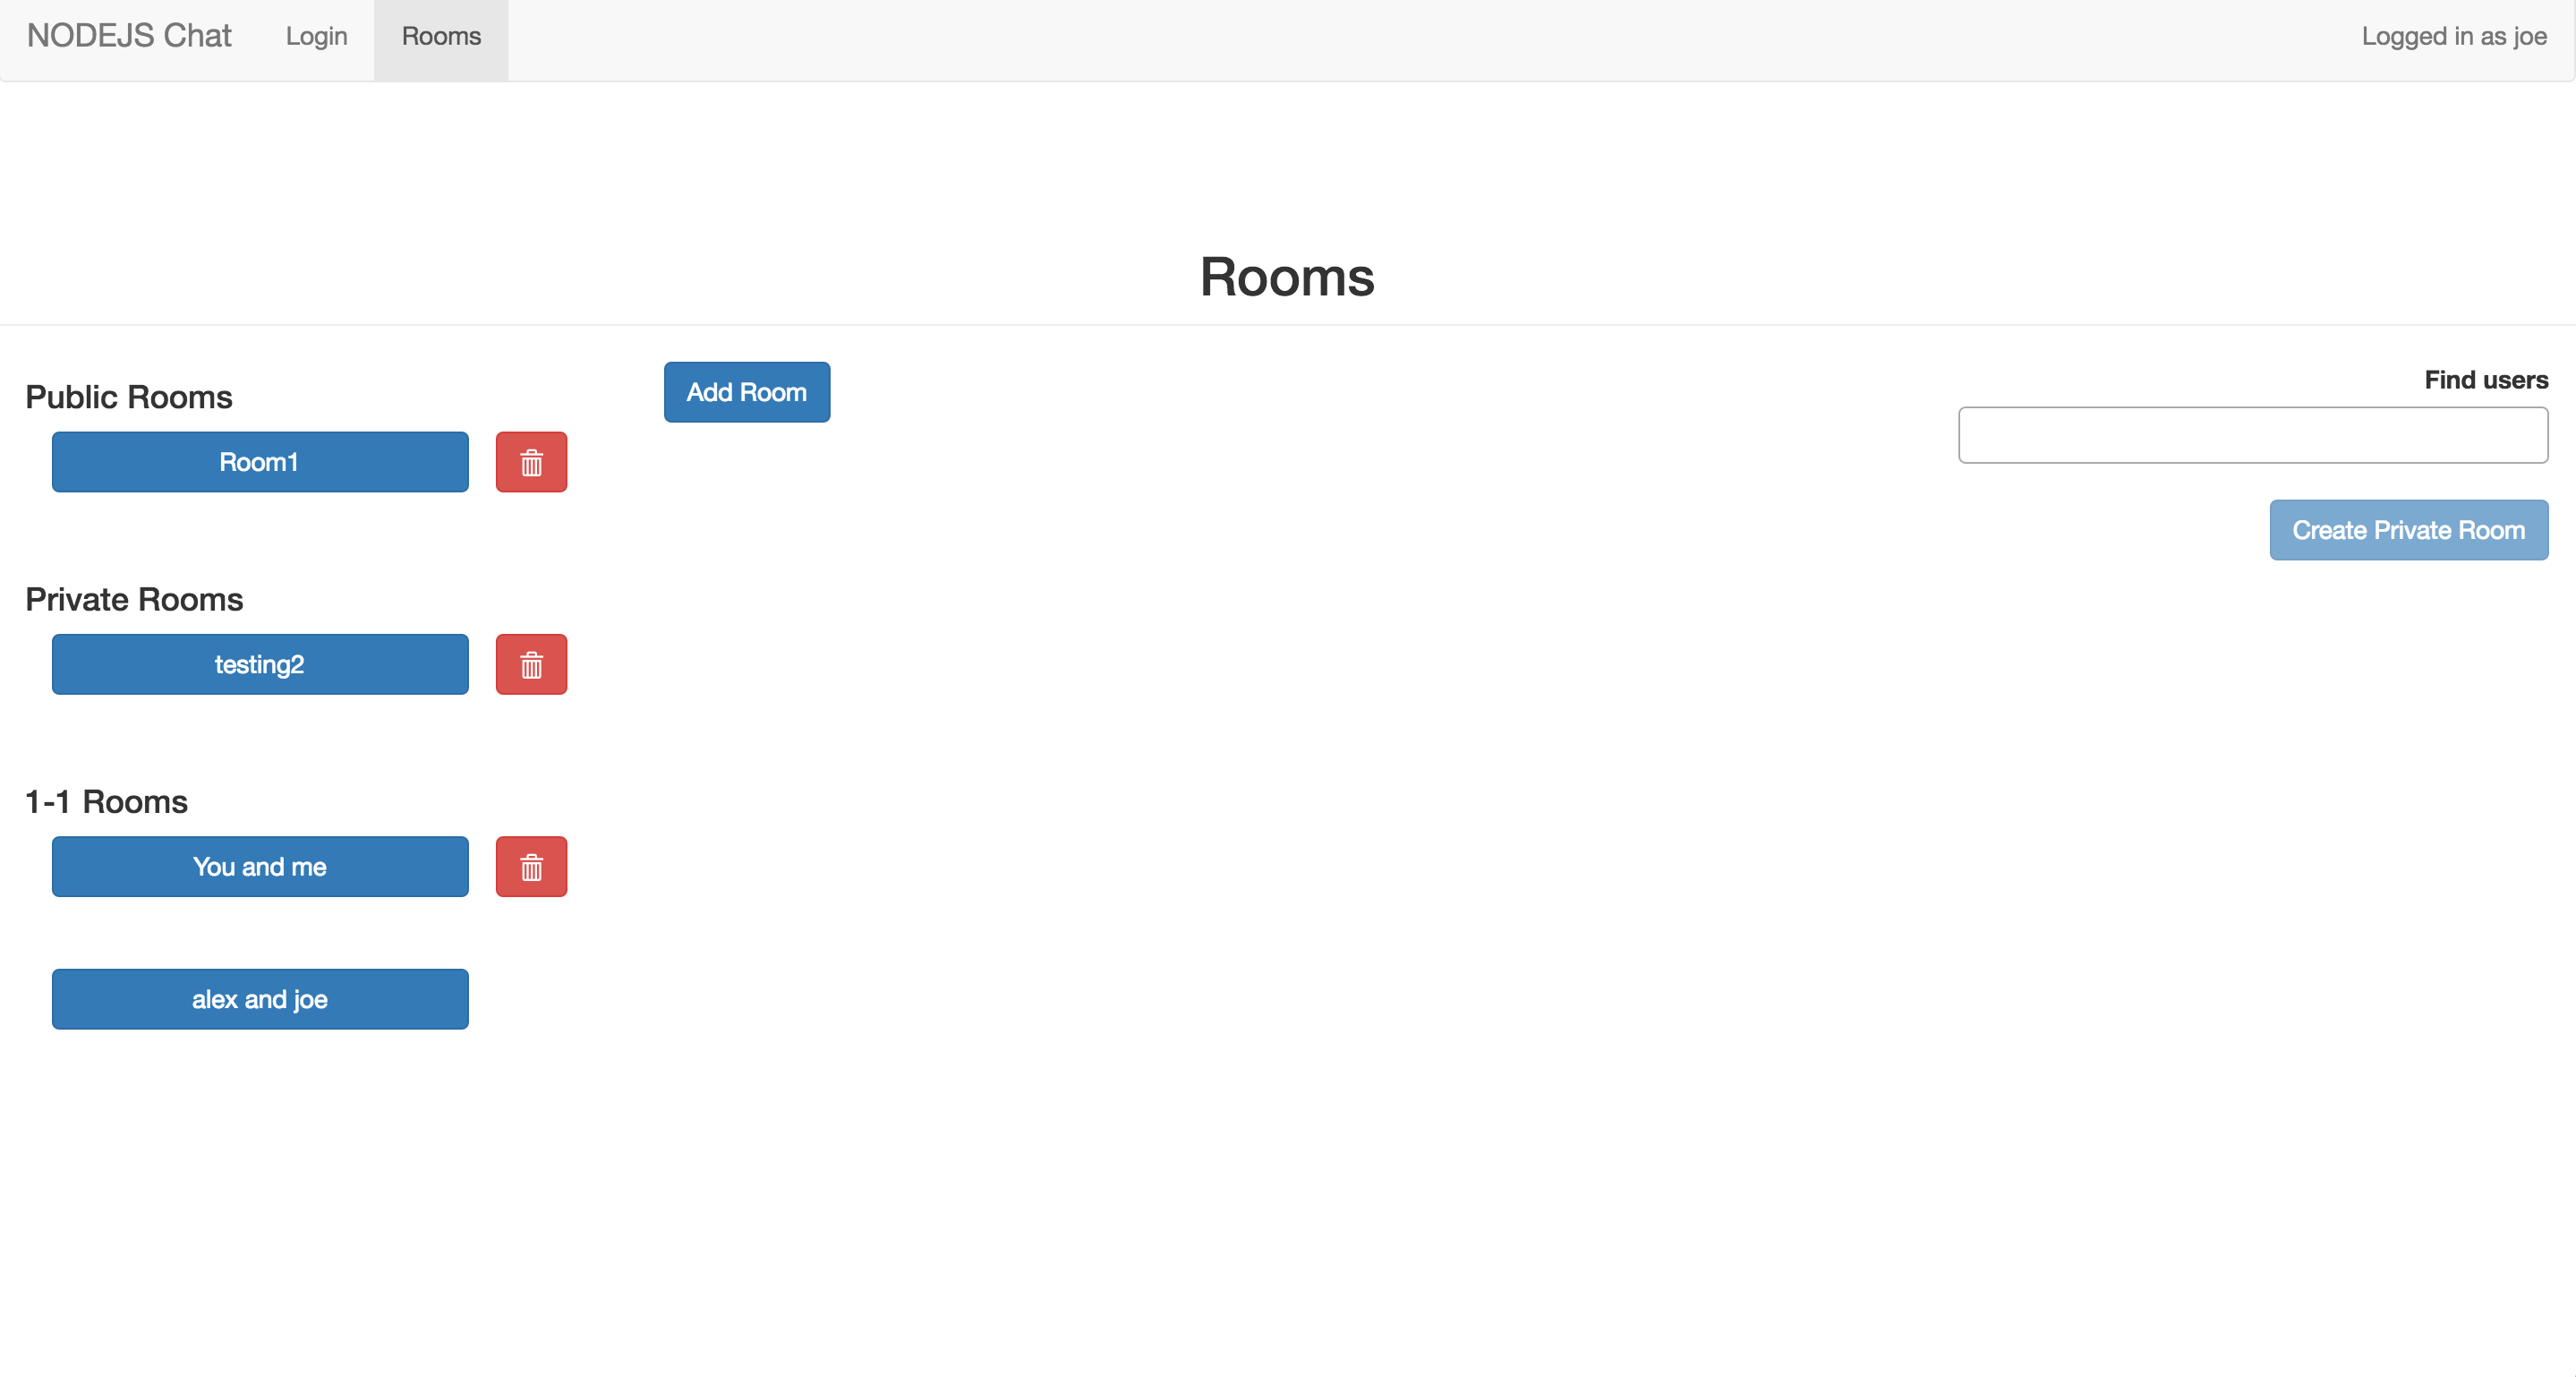 NODEJS Chat Login Rooms Logged in as joe
Rooms
Public Rooms
Room1
Private Rooms
testing2
1-1 Rooms
You and me
alex and joe
Add Room
Find users
Create Private Room